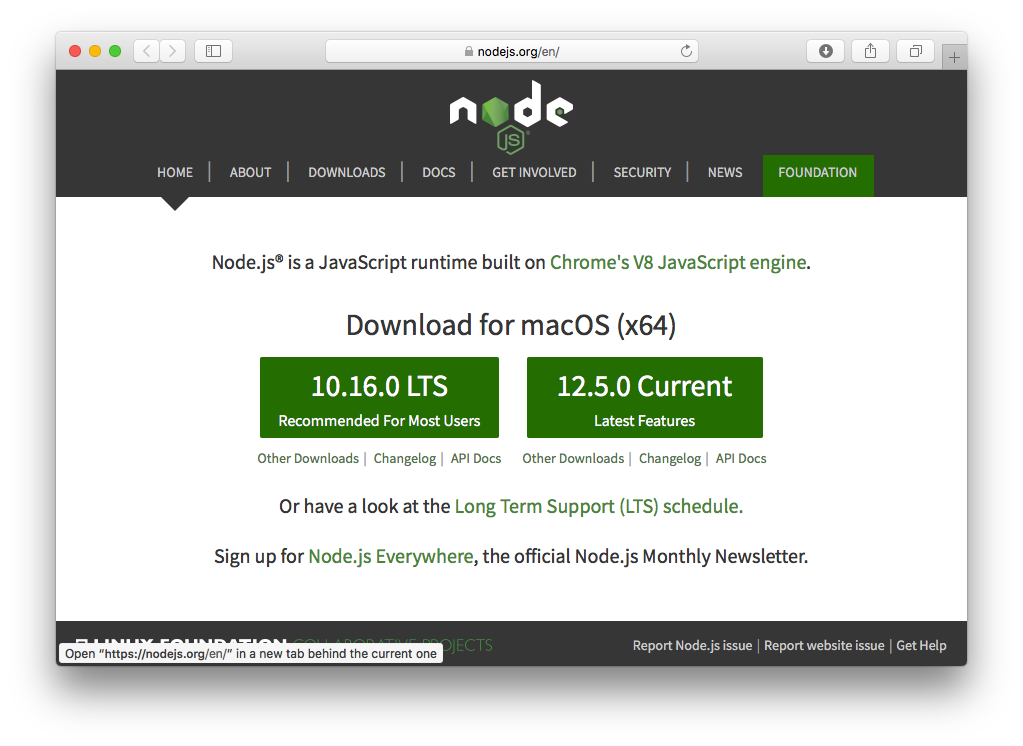 nodejs.org/en/
node
JS
HOME | ABOUT | DOWNLOADS | DOCS | GET INVOLVED | SECURITY | NEWS FOUNDATION
Node.js® is a JavaScript runtime built on Chrome's V8 JavaScript engine.
Download for macOS (x64)
10.16.0 LTS
Recommended For Most Users
12.5.0 Current
Latest Features
Other Downloads | Changelog | API Docs
Other Downloads | Changelog | API Docs
Or have a look at the Long Term Support (LTS) schedule.
Sign up for Node.js Everywhere, the official Node.js Monthly Newsletter.
LINUX FOUNDATION COLLABORATIVE PROJECTS
Report Node.js issue | Report website issue | Get Help
Open “https://nodejs.org/en/” in a new tab behind the current one